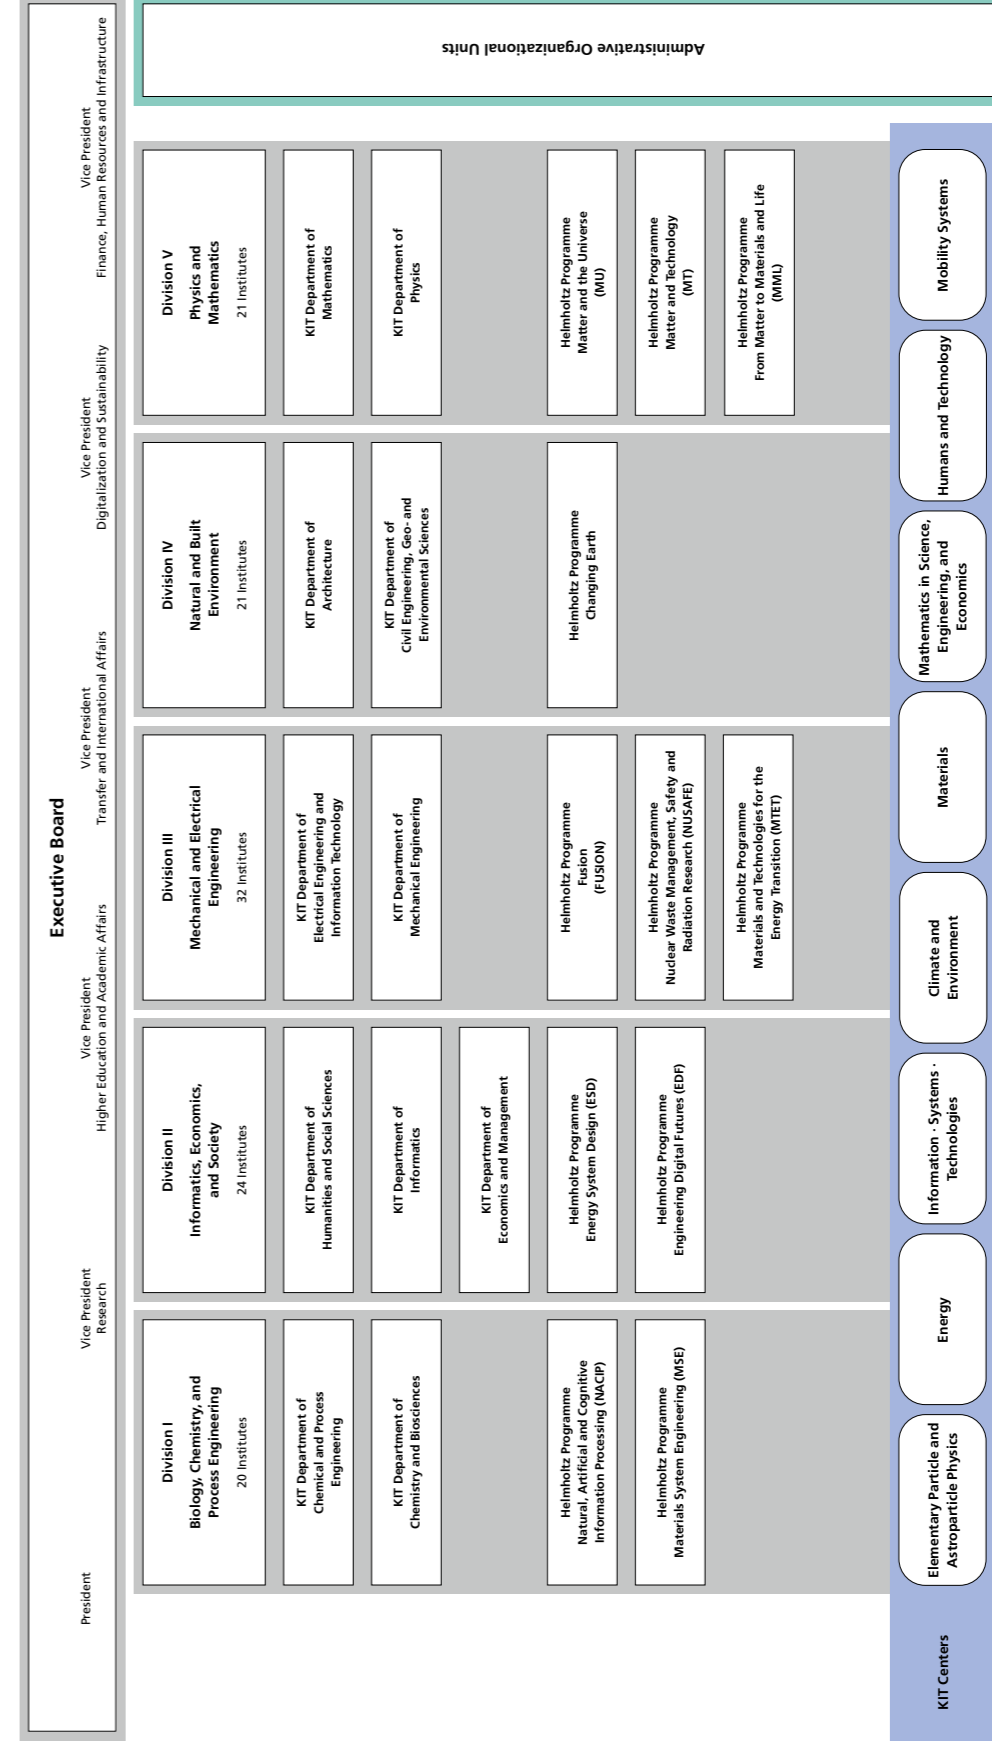 Executive Board
President
Vice President
Research
Vice President
Higher Education and Academic Affairs
Vice President
Transfer and International Affairs
Vice President
Digitalization and Sustainability
Vice President
Finance, Human Resources and Infrastructure
Division I
Biology, Chemistry, and
Process Engineering
20 Institutes
KIT Department of
Chemical and Process
Engineering
KIT Department of
Chemistry and Biosciences
Helmholtz Programme
Natural, Artificial and Cognitive
Information Processing (NACIP)
Helmholtz Programme
Materials System Engineering (MSE)
Division II
Informatics, Economics,
and Society
24 Institutes
KIT Department of
Humanities and Social Sciences
KIT Department of
Informatics
KIT Department of
Economics and Management
Helmholtz Programme
Energy System Design (ESD)
Helmholtz Programme
Engineering Digital Futures (EDF)
Division III
Mechanical and Electrical
Engineering
32 Institutes
KIT Department of
Electrical Engineering and
Information Technology
KIT Department of
Mechanical Engineering
Helmholtz Programme
Fusion
(FUSION)
Helmholtz Programme
Nuclear Waste Management, Safety and
Radiation Research (NUSAFE)
Helmholtz Programme
Materials and Technologies for the
Energy Transition (MTET)
Division IV
Natural and Built
Environment
21 Institutes
KIT Department of
Architecture
KIT Department of
Civil Engineering, Geo- and
Environmental Sciences
Helmholtz Programme
Changing Earth
Division V
Physics and
Mathematics
21 Institutes
KIT Department of
Mathematics
KIT Department of
Physics
Helmholtz Programme
Matter and the Universe
(MU)
Helmholtz Programme
Matter and Technology
(MT)
Helmholtz Programme
From Matter to Materials and Life
(MML)
Administrative Organizational Units
KIT Centers
Elementary Particle and
Astroparticle Physics
Energy
Information · Systems ·
Technologies
Climate and
Environment
Materials
Mathematics in Science,
Engineering, and
Economics
Humans and Technology
Mobility Systems